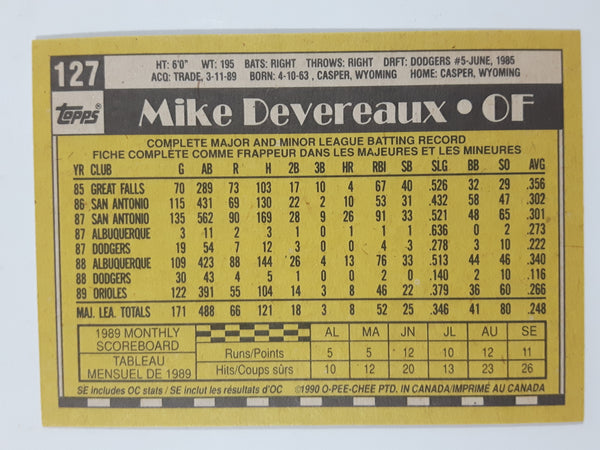 127
HT: 6'0" WT: 195 BATS: RIGHT THROWS: RIGHT DRFT: DODGERS #5-JUNE, 1985
ACQ: TRADE, 3-11-89 BORN: 4-10-63, CASPER, WYOMING HOME: CASPER, WYOMING
Topps
Mike Devereaux • OF
COMPLETE MAJOR AND MINOR LEAGUE BATTING RECORD
FICHE COMPLÈTE COMME FRAPPEUR DANS LES MAJEURES ET LES MINEURES
YR CLUB G AB R H 2B 3B HR RBI SB SLG BB SO AVG
85 GREAT FALLS 70 289 73 103 17 10 4 67 40 .526 32 29 .356
86 SAN ANTONIO 115 431 69 130 22 2 10 53 31 .432 58 47 .302
87 SAN ANTONIO 135 562 90 169 28 9 26 91 33 .521 48 65 .301
87 ALBUQUERQUE 3 11 2 3 1 0 1 1 1 .636 0 2 .273
87 DODGERS 19 54 7 12 3 0 0 4 3 .278 3 10 .222
88 ALBUQUERQUE 109 423 88 144 26 4 13 76 33 .513 44 46 .340
88 DODGERS 30 43 4 5 1 0 0 2 0 .140 2 10 .116
89 ORIOLES 122 391 55 104 14 3 8 46 22 .379 36 60 .266
MAJ. LEA. TOTALS 171 488 66 121 18 3 8 52 25 .346 41 80 .248
1989 MONTHLY SCOREBOARD
TABLEAU MENSUEL DE 1989
AL MA JN JL AU SE
Runs/Points 5 5 12 10 12 11
Hits/Coups sûrs 10 12 20 13 23 26
SE includes OC stats / SE inclut les résultats d'OC ©1990 O-PEE-CHEE PTD. IN CANADA/IMPRIMÉ AU CANADA